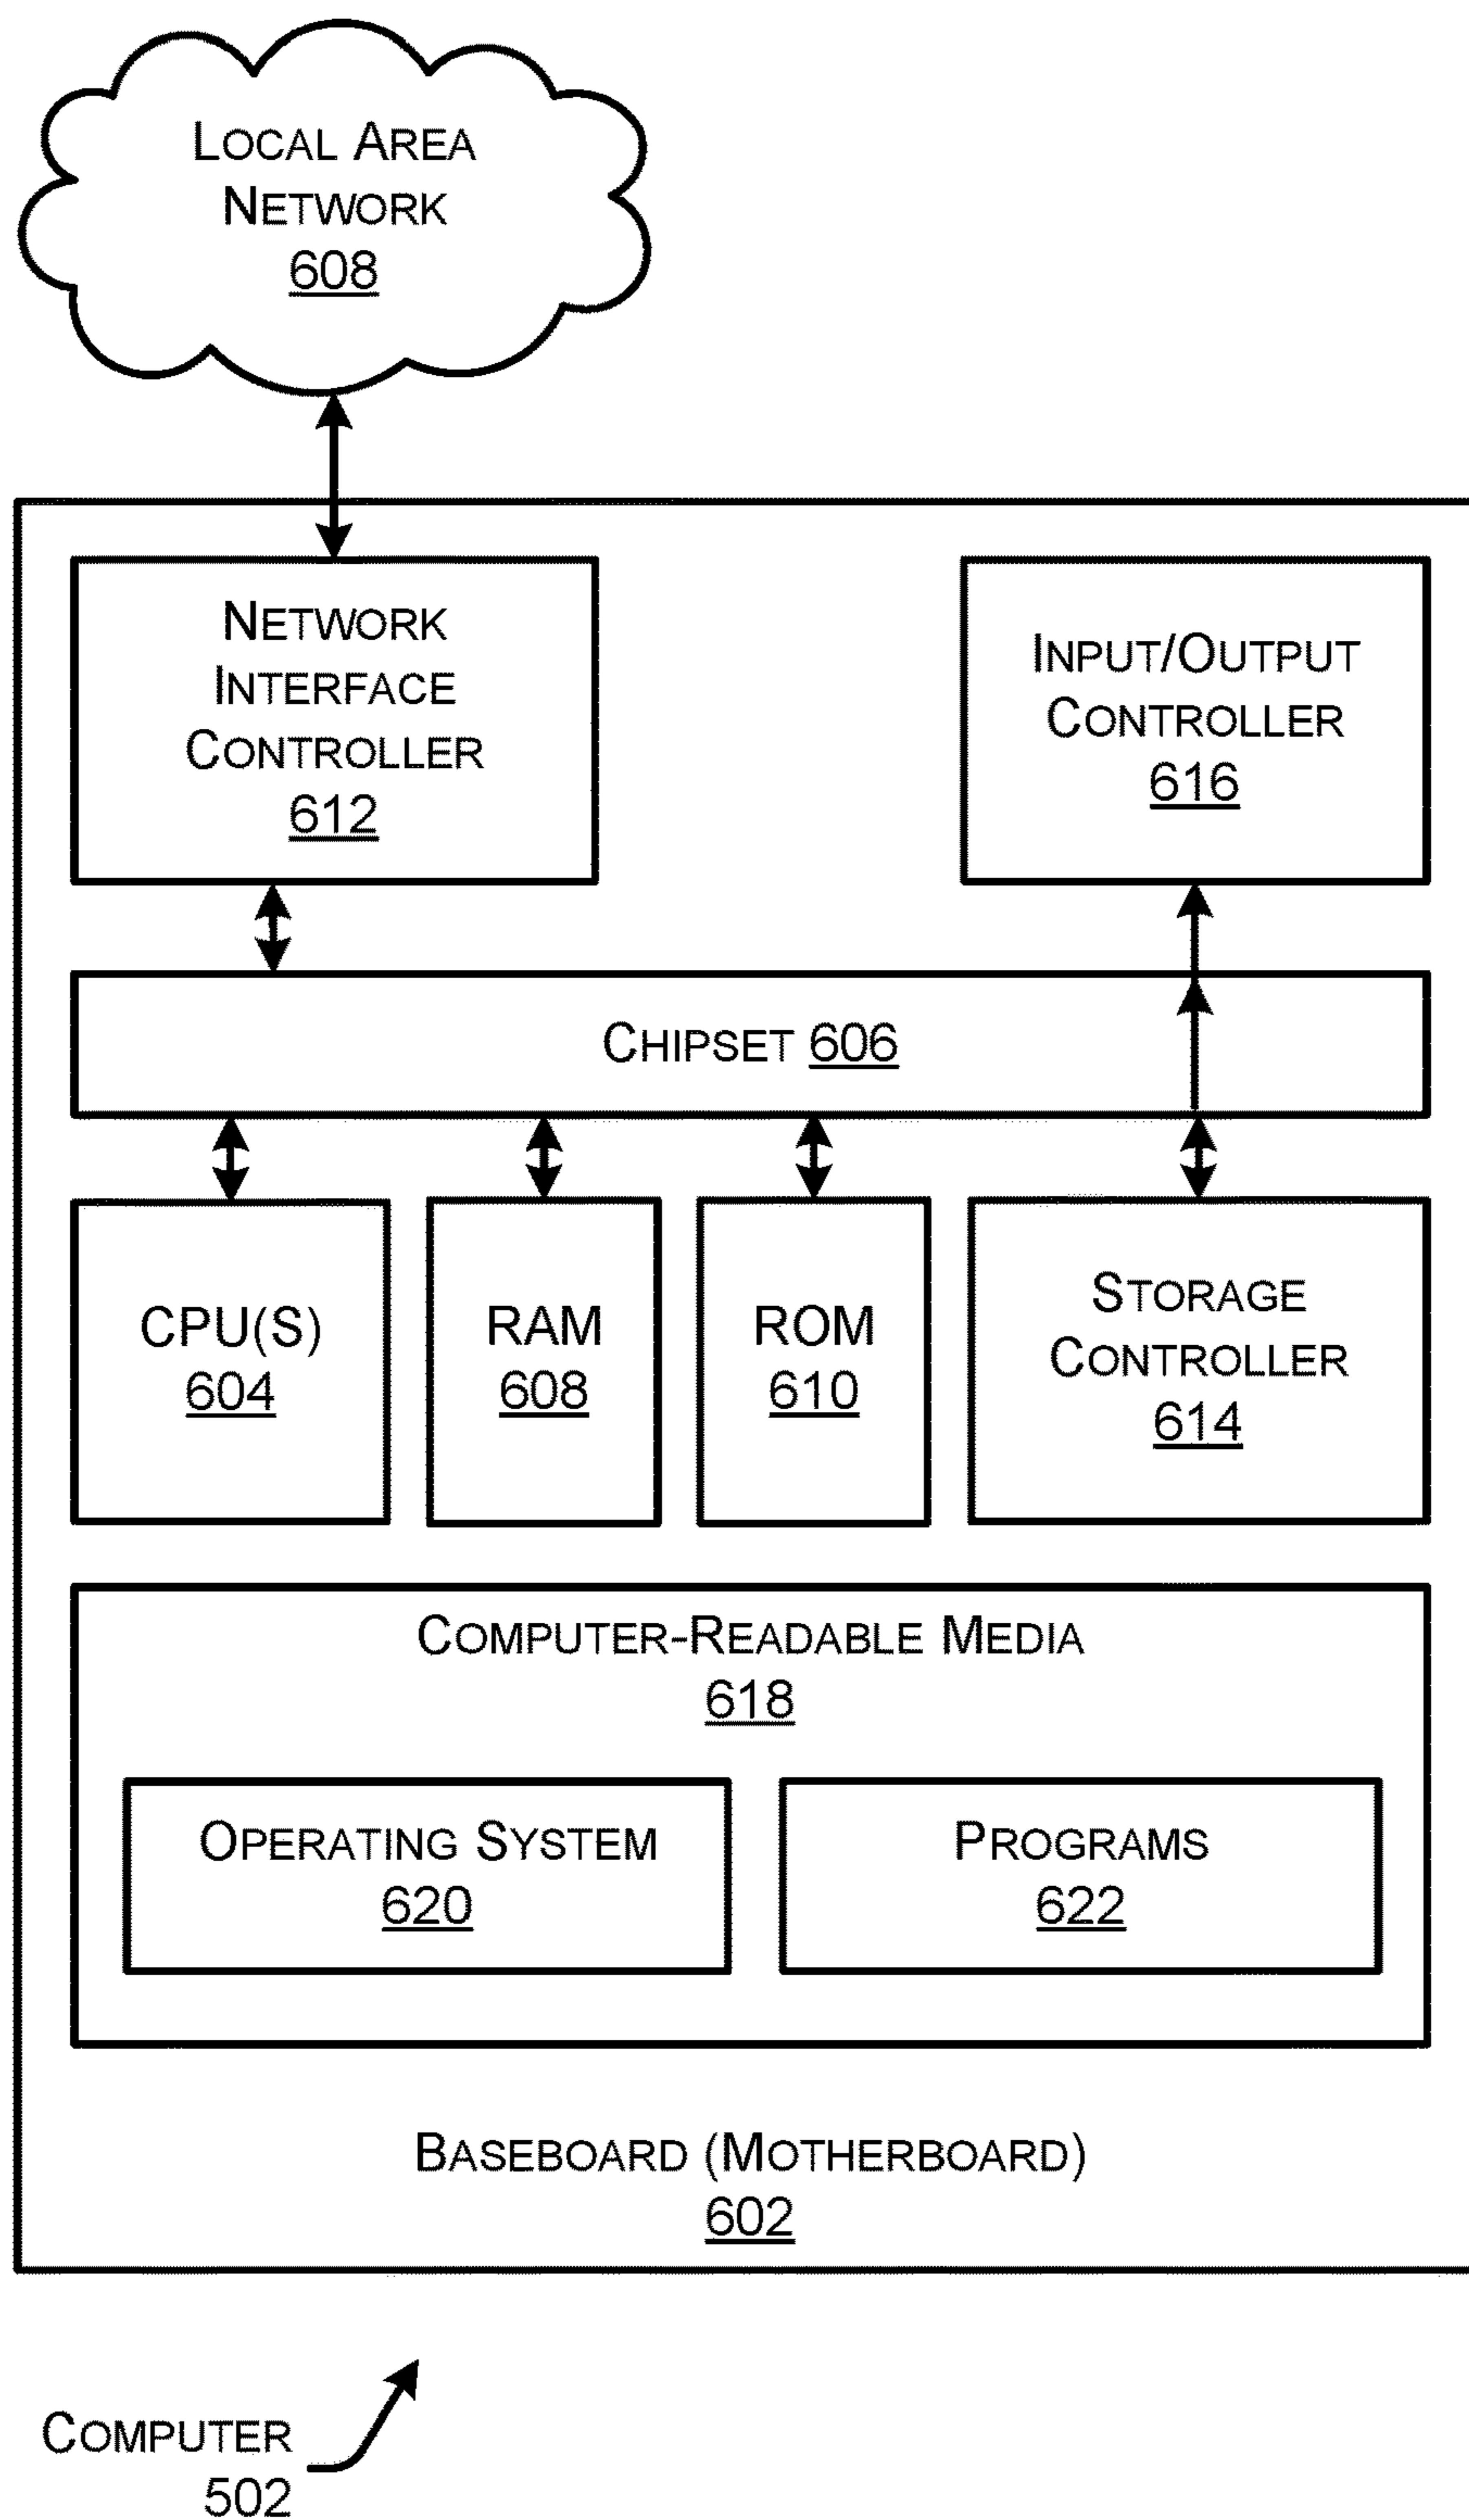 LOCAL AREA
NETWORK
608
NETWORK
INTERFACE
CONTROLLER
612
INPUT/OUTPUT
CONTROLLER
616
CHIPSET 606
CPU(S)
604
RAM
608
ROM
610
STORAGE
CONTROLLER
614
COMPUTER-READABLE MEDIA
618
OPERATING SYSTEM
620
PROGRAMS
622
BASEBOARD (MOTHERBOARD)
602
COMPUTER
502